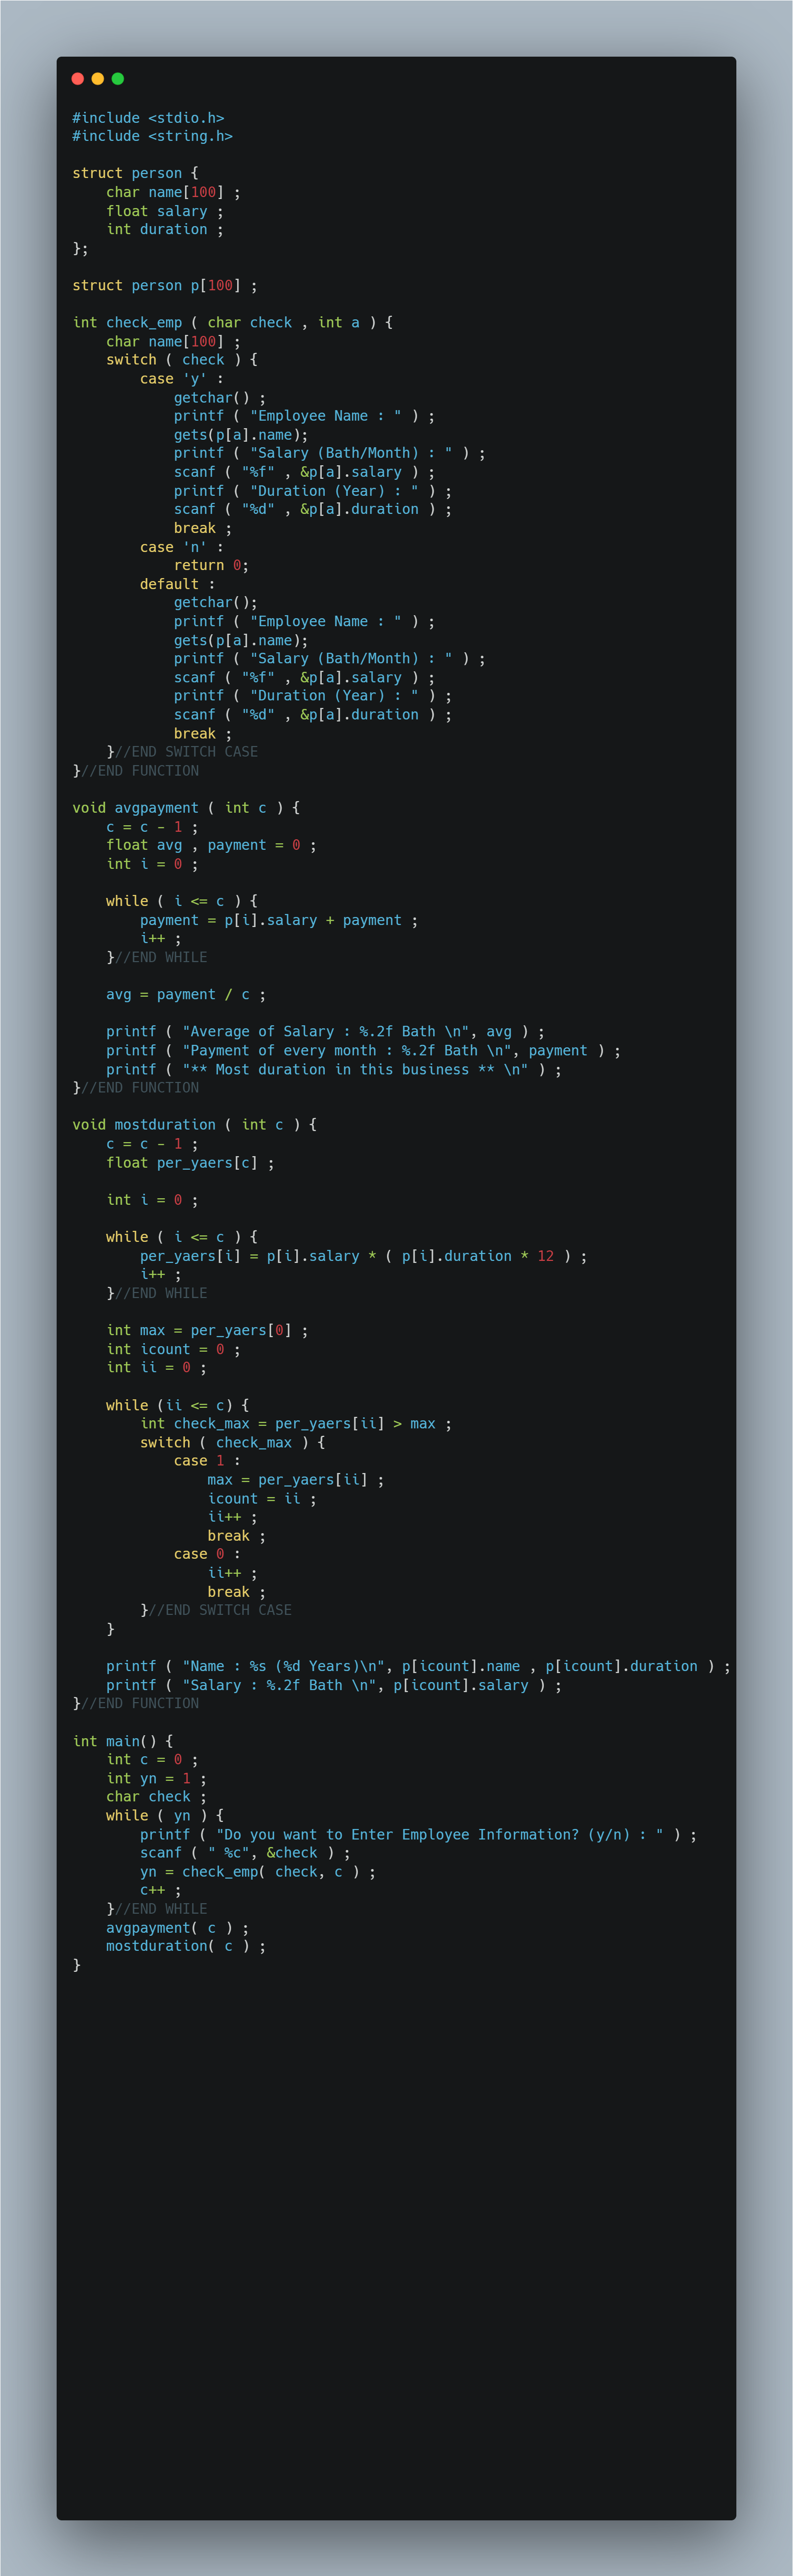 #include <stdio.h>
#include <string.h>

struct person {
    char name[100] ;
    float salary ;
    int duration ;
};

struct person p[100] ;

int check_emp ( char check , int a ) {
    char name[100] ;
    switch ( check ) {
        case 'y' :
            getchar() ;
            printf ( "Employee Name : " ) ;
            gets(p[a].name);
            printf ( "Salary (Bath/Month) : " ) ;
            scanf ( "%f" , &p[a].salary ) ;
            printf ( "Duration (Year) : " ) ;
            scanf ( "%d" , &p[a].duration ) ;
            break ;
        case 'n' :
            return 0;
        default :
            getchar();
            printf ( "Employee Name : " ) ;
            gets(p[a].name);
            printf ( "Salary (Bath/Month) : " ) ;
            scanf ( "%f" , &p[a].salary ) ;
            printf ( "Duration (Year) : " ) ;
            scanf ( "%d" , &p[a].duration ) ;
            break ;
    }//END SWITCH CASE
}//END FUNCTION

void avgpayment ( int c ) {
    c = c - 1 ;
    float avg , payment = 0 ;
    int i = 0 ;

    while ( i <= c ) {
        payment = p[i].salary + payment ;
        i++ ;
    }//END WHILE

    avg = payment / c ;

    printf ( "Average of Salary : %.2f Bath \n", avg ) ;
    printf ( "Payment of every month : %.2f Bath \n", payment ) ;
    printf ( "** Most duration in this business ** \n" ) ;
}//END FUNCTION

void mostduration ( int c ) {
    c = c - 1 ;
    float per_yaers[c] ;

    int i = 0 ;

    while ( i <= c ) {
        per_yaers[i] = p[i].salary * ( p[i].duration * 12 ) ;
        i++ ;
    }//END WHILE

    int max = per_yaers[0] ;
    int icount = 0 ;
    int ii = 0 ;

    while (ii <= c) {
        int check_max = per_yaers[ii] > max ;
        switch ( check_max ) {
            case 1 :
                max = per_yaers[ii] ;
                icount = ii ;
                ii++ ;
                break ;
            case 0 :
                ii++ ;
                break ;
        }//END SWITCH CASE
    }

    printf ( "Name : %s (%d Years)\n", p[icount].name , p[icount].duration ) ;
    printf ( "Salary : %.2f Bath \n", p[icount].salary ) ;
}//END FUNCTION

int main() {
    int c = 0 ;
    int yn = 1 ;
    char check ;
    while ( yn ) {
        printf ( "Do you want to Enter Employee Information? (y/n) : " ) ;
        scanf ( " %c", &check ) ;
        yn = check_emp( check, c ) ;
        c++ ;
    }//END WHILE
    avgpayment( c ) ;
    mostduration( c ) ;
}